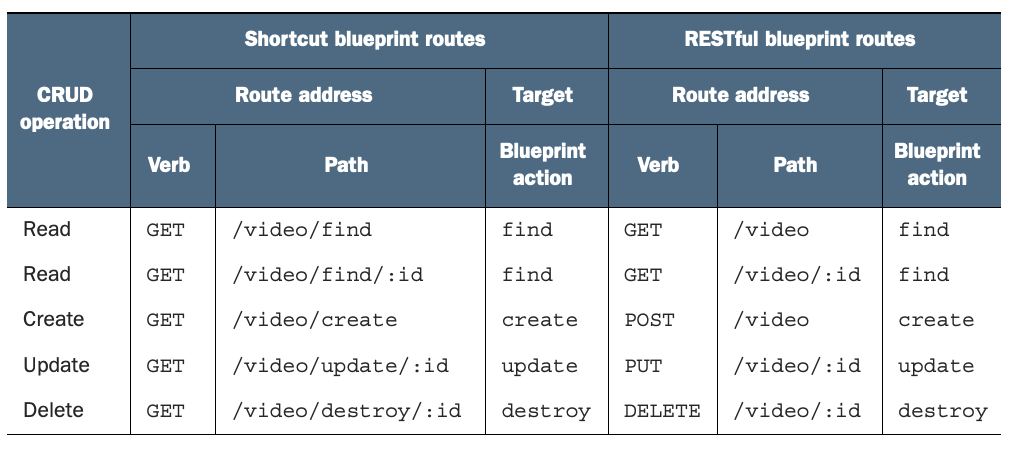 Shortcut blueprint routes RESTful blueprint routes
CRUD operation
Route address Target Route address Target
Verb Path Blueprint action Verb Path Blueprint action
Read GET /video/find find GET /video find
Read GET /video/find/:id find GET /video/:id find
Create GET /video/create create POST /video create
Update GET /video/update/:id update PUT /video/:id update
Delete GET /video/destroy/:id destroy DELETE /video/:id destroy